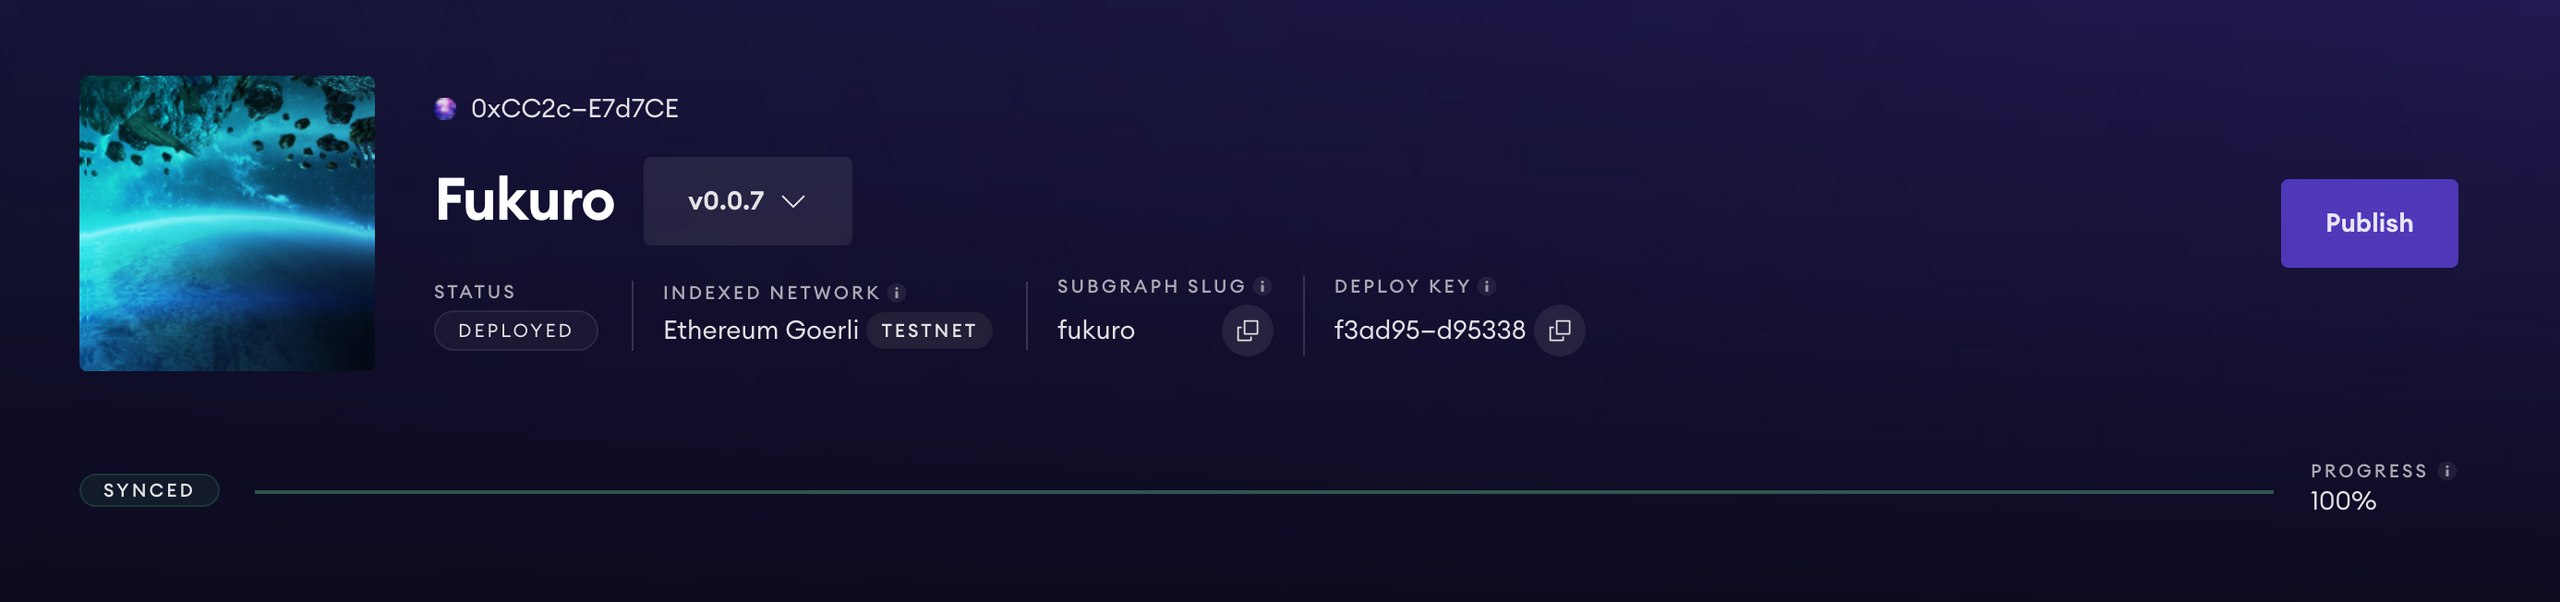 0xCC2c–E7d7CE
Fukuro
v0.0.7
Publish
STATUS
DEPLOYED
INDEXED NETWORK
Ethereum Goerli TESTNET
SUBGRAPH SLUG
fukuro
DEPLOY KEY
f3ad95–d95338
SYNCED
PROGRESS
100%